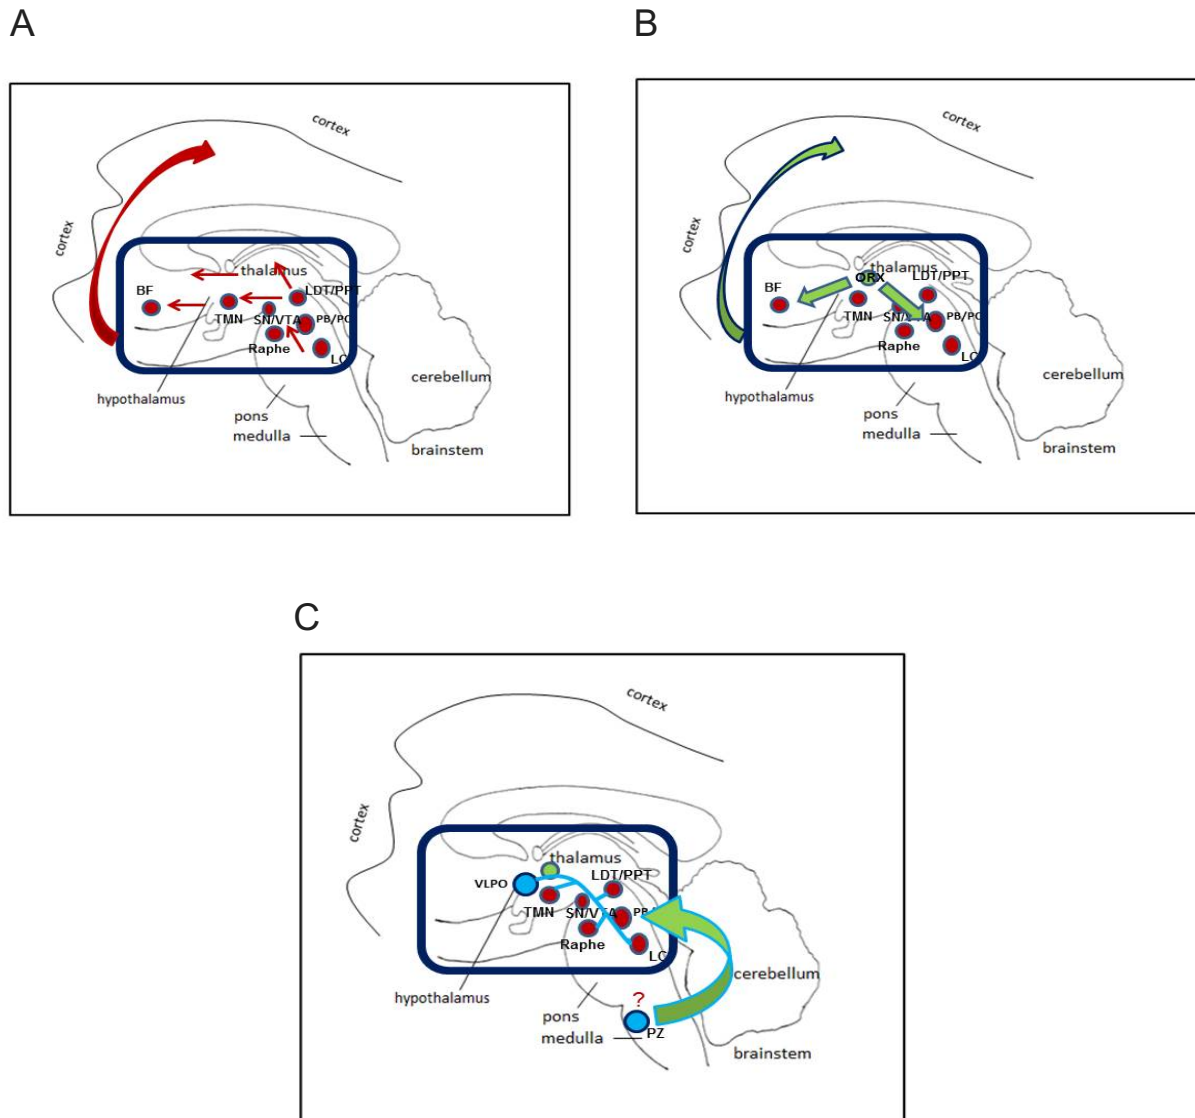 A
cortex
cortex
thalamus
BF
LDT/PPT
TMN
SN/VTA
PB/PC
Raphe
LC
hypothalamus
cerebellum
pons
medulla
brainstem
B
cortex
cortex
thalamus
ORX
LDT/PPT
BF
TMN
PB/PC
Raphe
LC
hypothalamus
cerebellum
pons
medulla
brainstem
C
cortex
cortex
thalamus
VLPO
LDT/PPT
TMN
Raphe
LC
hypothalamus
cerebellum
?
pons
medulla
PZ
brainstem